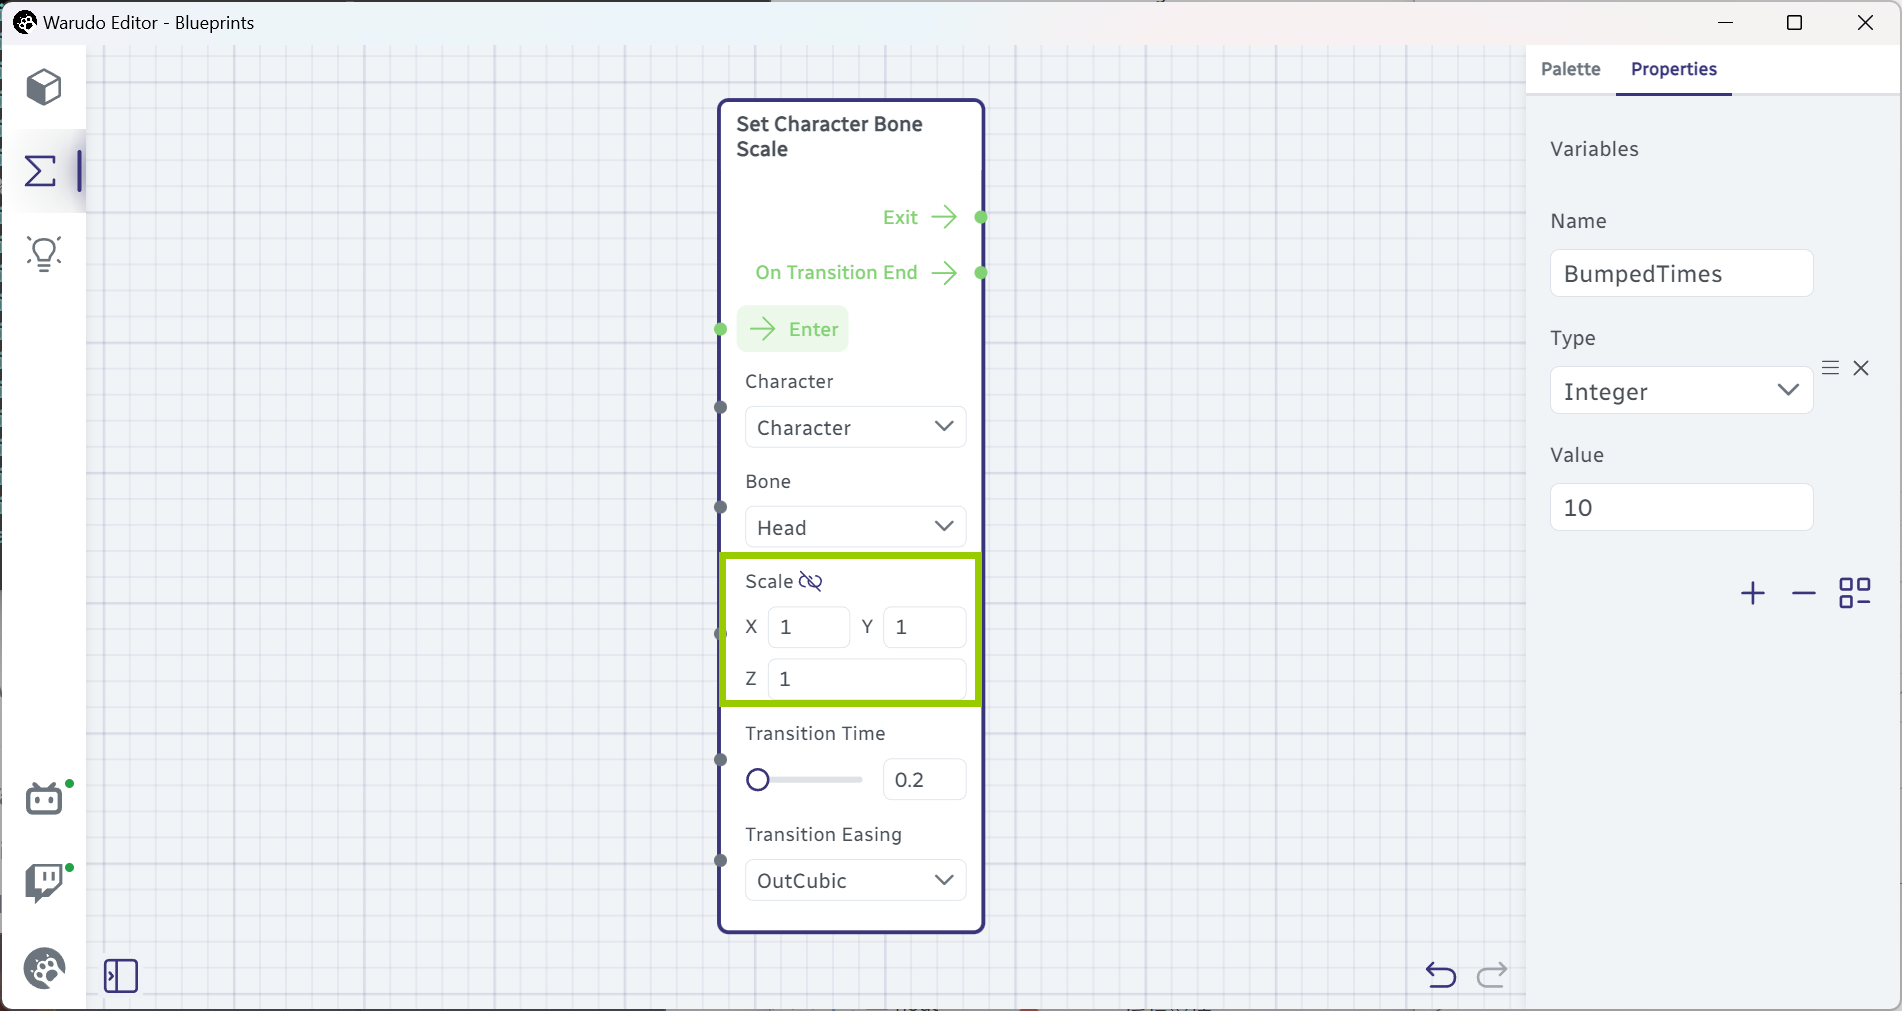 Warudo Editor - Blueprints
Palette
Properties
Set Character Bone
Scale
Exit
On Transition End
Enter
Character
Character
Bone
Head
Scale
X 1 Y 1
Z 1
Transition Time
0.2
Transition Easing
OutCubic
Variables
Name
BumpedTimes
Type
Integer
Value
10